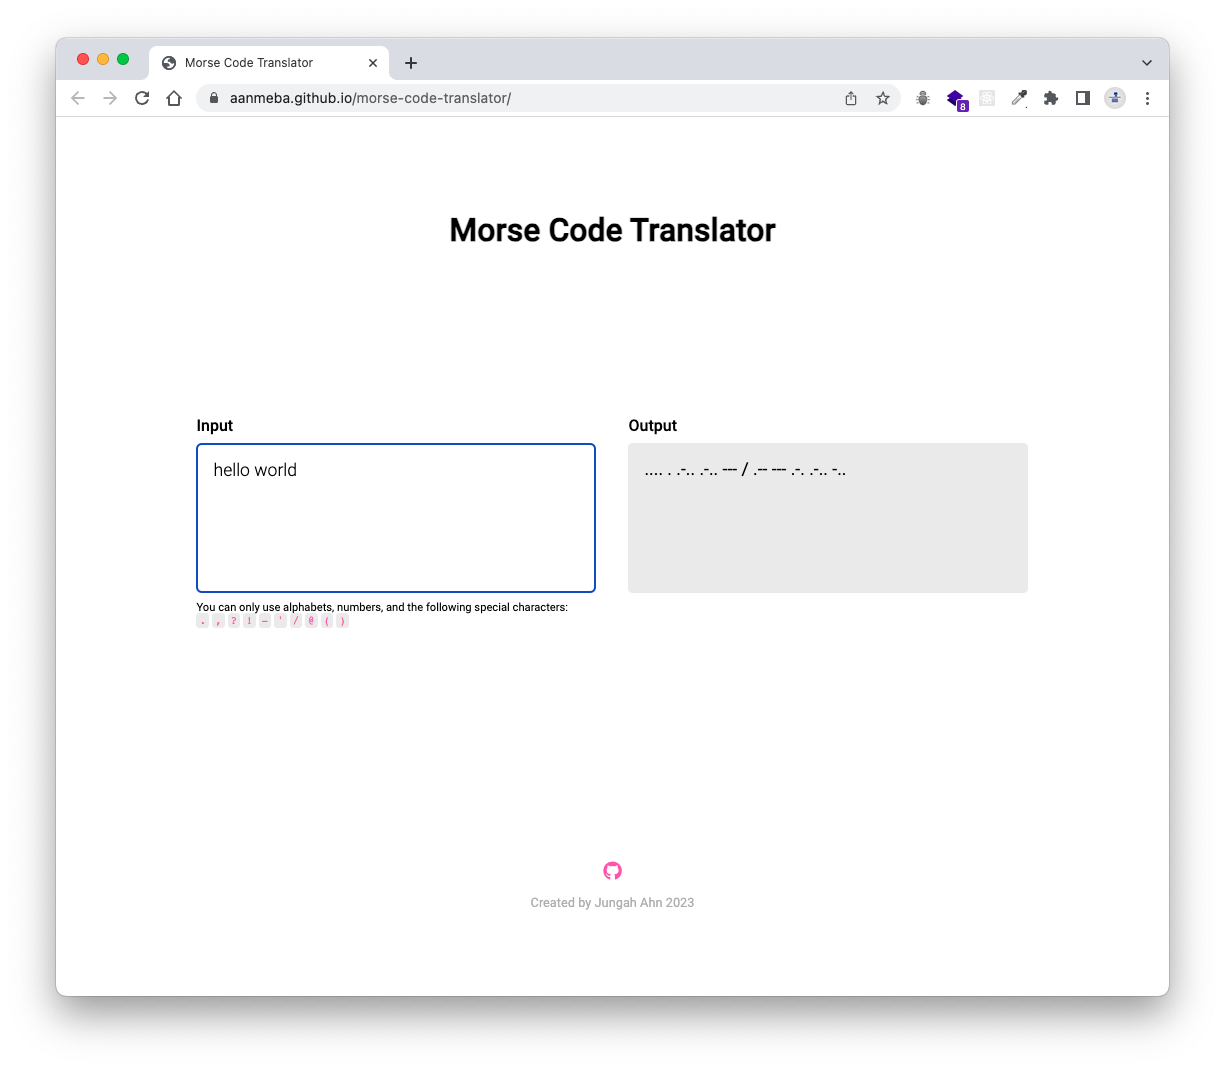 Morse Code Translator
aanmeba.github.io/morse-code-translator/
8
Morse Code Translator
Input
Output
hello world
.... . .-.. .-.. --- / .-- --- .-. .-.. -..
You can only use alphabets, numbers, and the following special characters:
. , ? ! – ' / @ ( )
Created by Jungah Ahn 2023